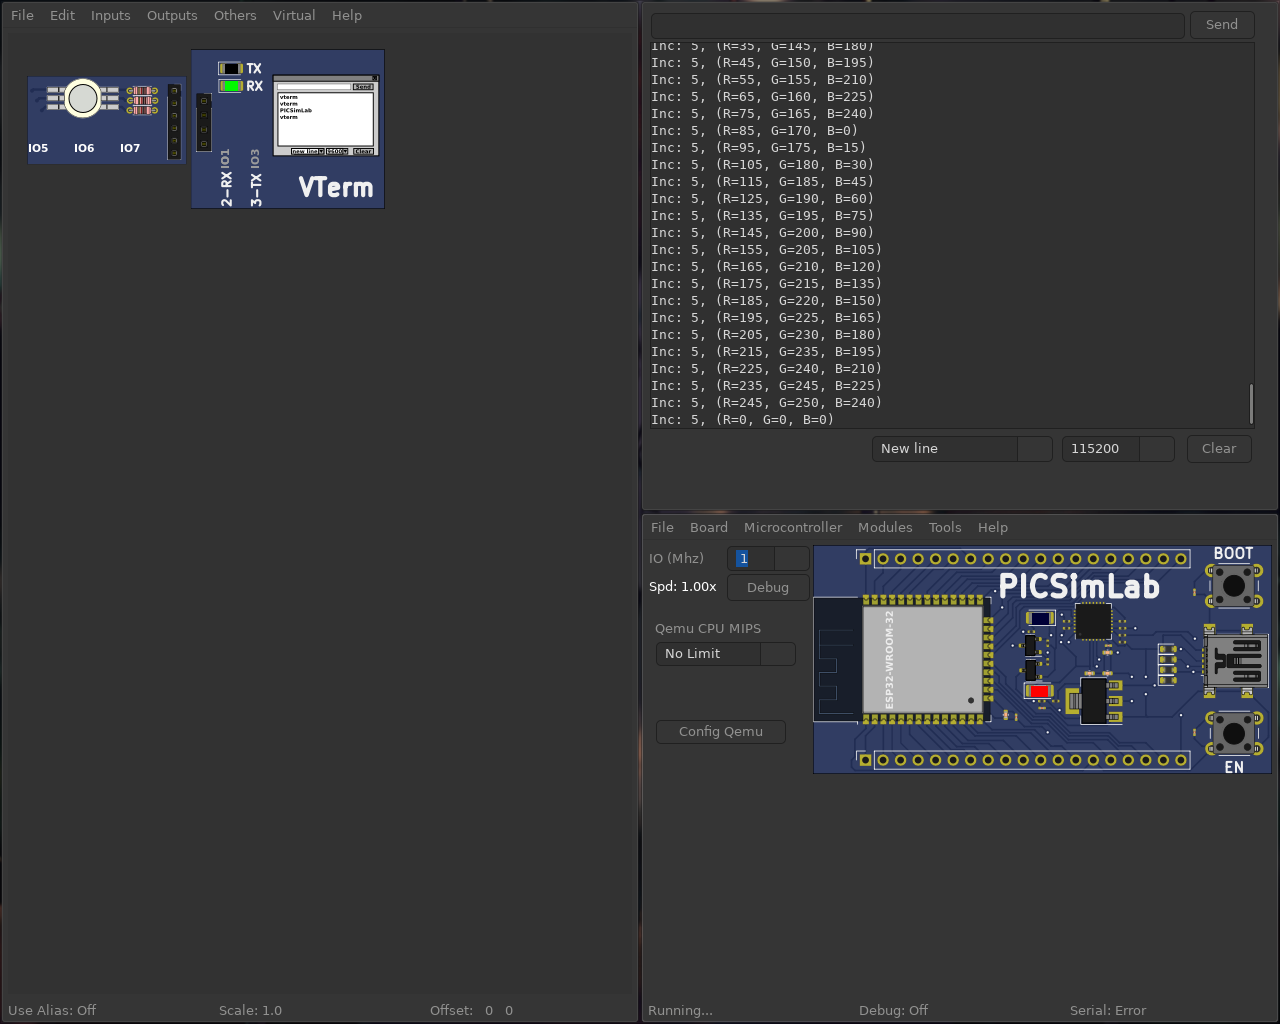 File Edit Inputs Outputs Others Virtual Help
TX
RX
Send
vterm
vterm
PICSimLab
vterm
new line 9600 Clear
IO5 IO6 IO7
2-RX IO1
3-TX IO3
VTerm
Use Alias: Off Scale: 1.0 Offset: 0 0
Send
Inc: 5, (R=35, G=145, B=180)
Inc: 5, (R=45, G=150, B=195)
Inc: 5, (R=55, G=155, B=210)
Inc: 5, (R=65, G=160, B=225)
Inc: 5, (R=75, G=165, B=240)
Inc: 5, (R=85, G=170, B=0)
Inc: 5, (R=95, G=175, B=15)
Inc: 5, (R=105, G=180, B=30)
Inc: 5, (R=115, G=185, B=45)
Inc: 5, (R=125, G=190, B=60)
Inc: 5, (R=135, G=195, B=75)
Inc: 5, (R=145, G=200, B=90)
Inc: 5, (R=155, G=205, B=105)
Inc: 5, (R=165, G=210, B=120)
Inc: 5, (R=175, G=215, B=135)
Inc: 5, (R=185, G=220, B=150)
Inc: 5, (R=195, G=225, B=165)
Inc: 5, (R=205, G=230, B=180)
Inc: 5, (R=215, G=235, B=195)
Inc: 5, (R=225, G=240, B=210)
Inc: 5, (R=235, G=245, B=225)
Inc: 5, (R=245, G=250, B=240)
Inc: 5, (R=0, G=0, B=0)
New line 115200 Clear
File Board Microcontroller Modules Tools Help
IO (Mhz) 1
Spd: 1.00x Debug
Qemu CPU MIPS
No Limit
Config Qemu
BOOT
PICSimLab
ESP32-WROOM-32
EN
Running... Debug: Off Serial: Error